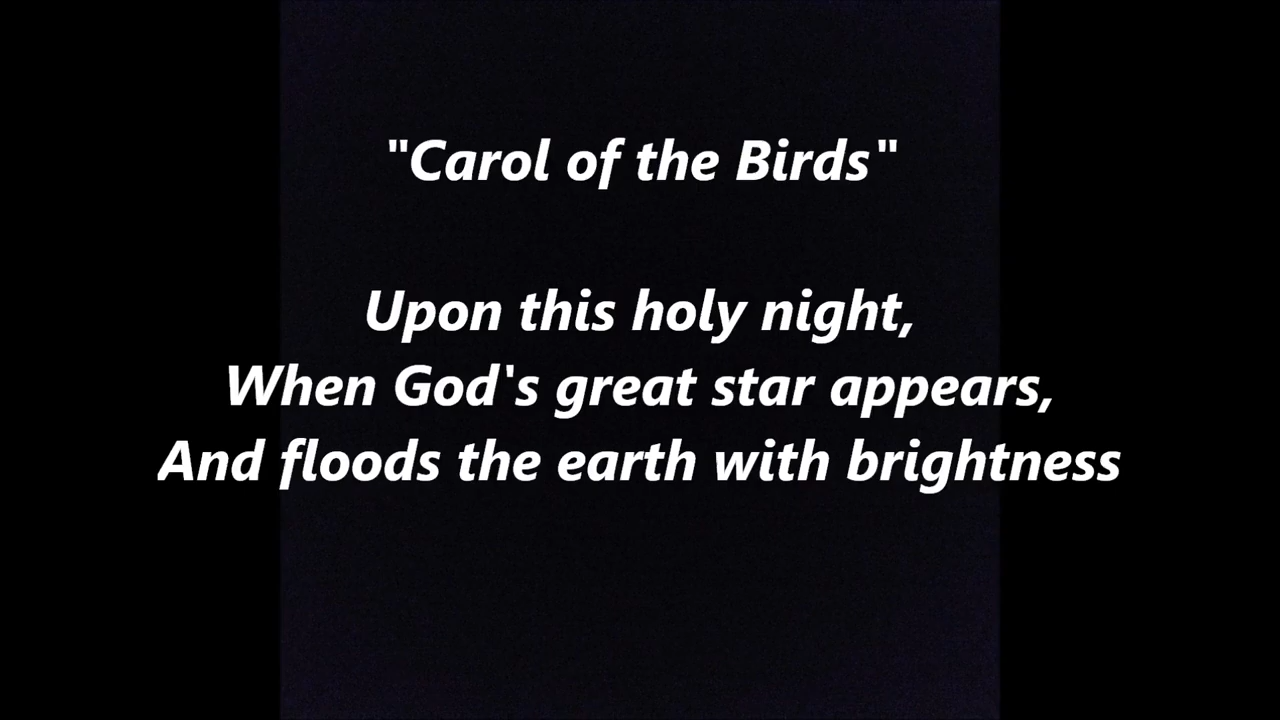 "Carol of the Birds"
Upon this holy night,
When God's great star appears,
And floods the earth with brightness